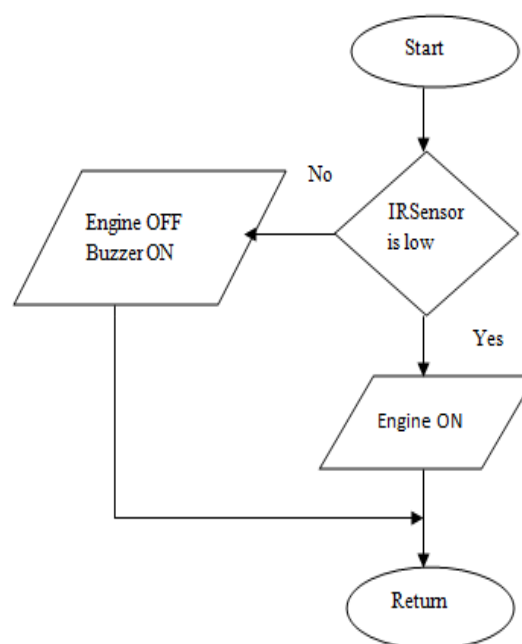 Start
No
IRSensor
is low
Engine OFF
Buzzer ON
Yes
Engine ON
Return